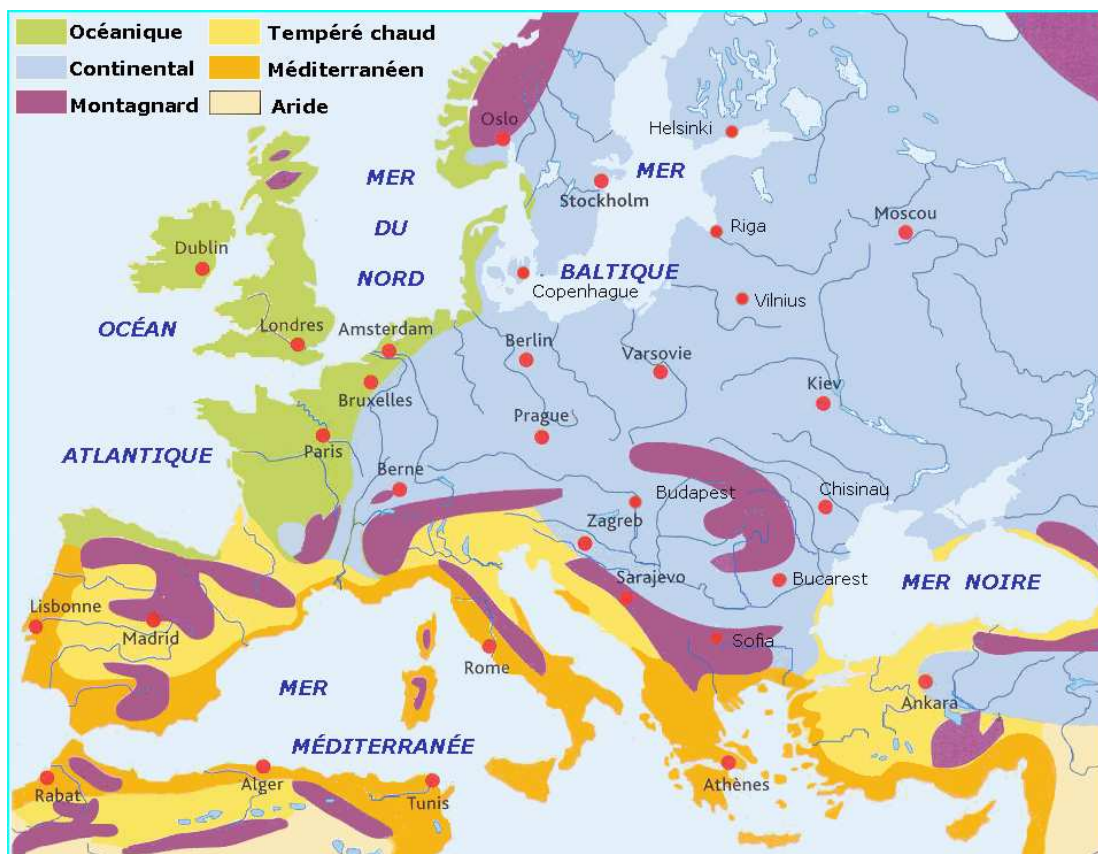 Océanique
Tempéré chaud
Continental
Méditerranéen
Montagnard
Aride
Oslo
Helsinki
MER
MER
Stockholm
DU
Riga
Moscou
Dublin
NORD
BALTIQUE
Copenhague
Vilnius
OCÉAN
Londres
Amsterdam
Berlin
Varsovie
Bruxelles
Kiev
Prague
Paris
ATLANTIQUE
Berne
Budapest
Chisinau
Zagreb
Sarajevo
Bucarest
MER NOIRE
Lisbonne
Madrid
Sofia
Rome
MER
Ankara
MÉDITERRANÉE
Rabat
Alger
Tunis
Athènes